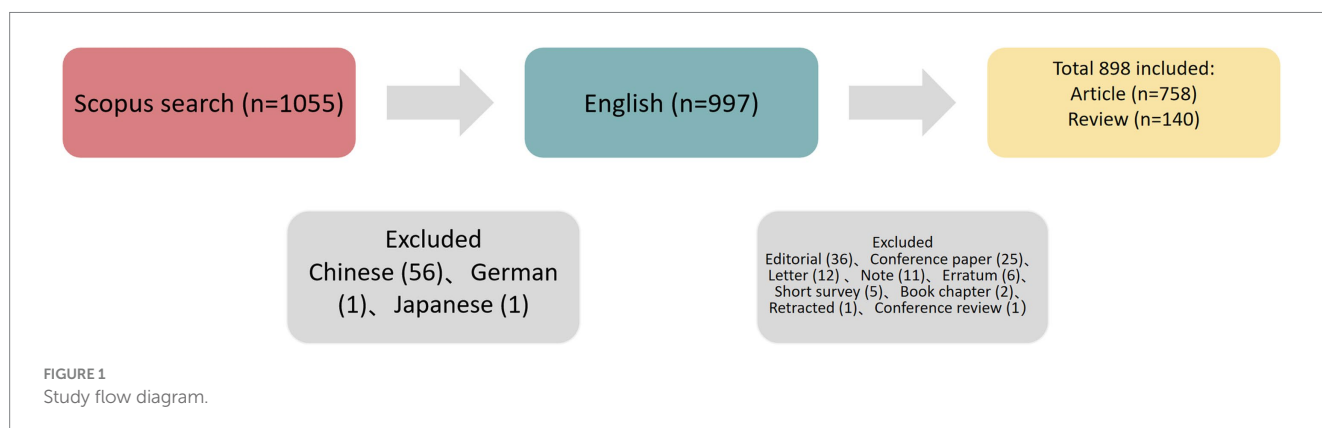 Scopus search (n=1055)
English (n=997)
Total 898 included:
Article (n=758)
Review (n=140)
Excluded
Chinese (56)、 German
(1)、 Japanese (1)
Excluded
Editorial (36)、 Conference paper (25)、
Letter (12) 、 Note (11)、 Erratum (6)、
Short survey (5)、 Book chapter (2)、
Retracted (1)、 Conference review (1)
FIGURE 1
Study flow diagram.